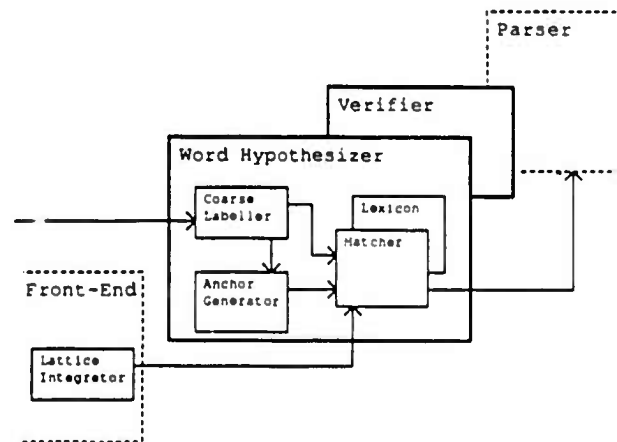 Parser
Verifier
Word Hypothesizer
Coarse
Labeller
Lexicon
Matcher
Front-End
Anchor
Generator
Lattice
Integrator